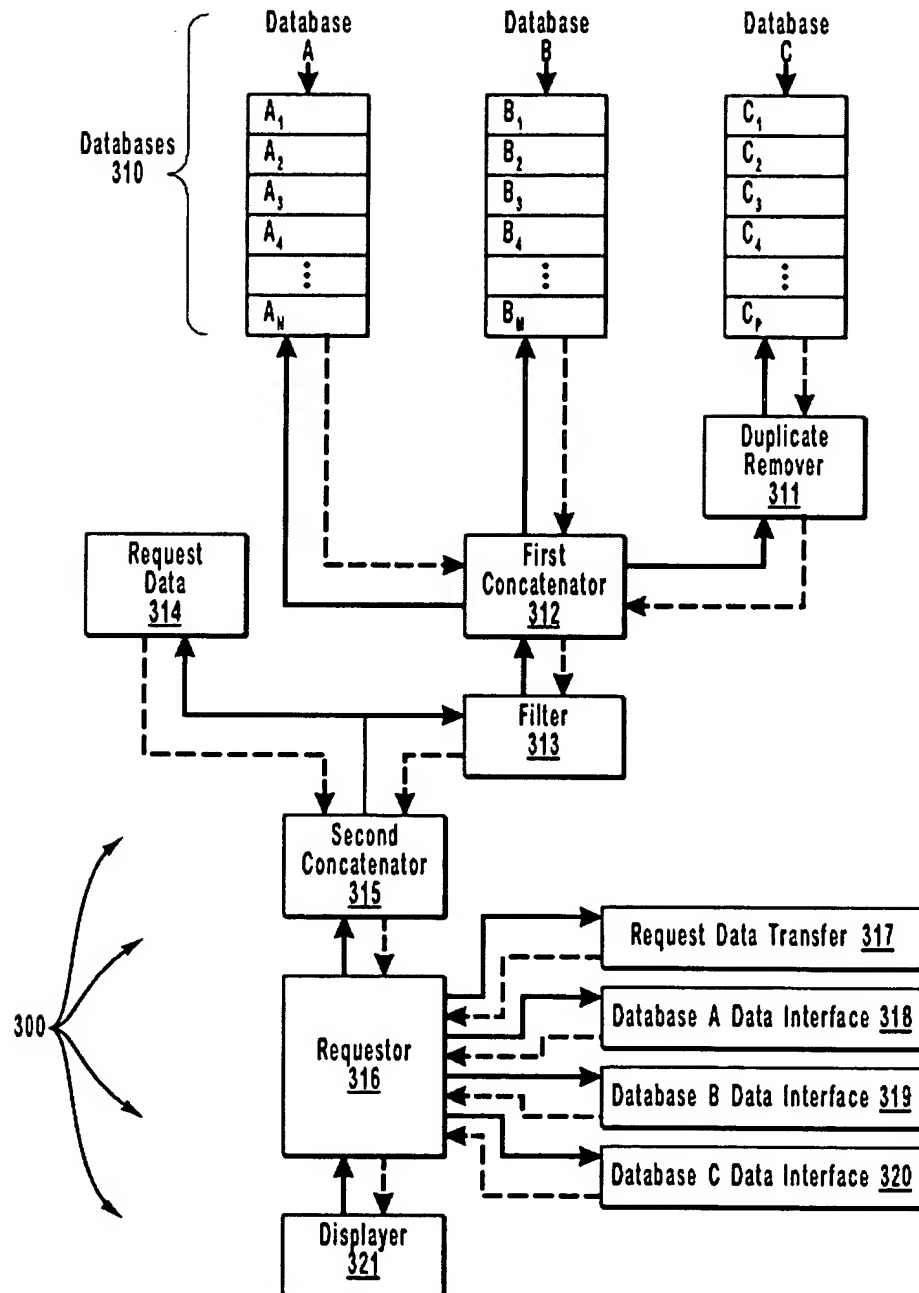 Database
A
Database
B
Database
C
Databases
310
A1
A2
A3
A4
⋮
AN
B1
B2
B3
B4
⋮
BM
C1
C2
C3
C4
⋮
CP
Duplicate
Remover
311
Request
Data
314
First
Concatenator
312
Filter
313
Second
Concatenator
315
300
Requestor
316
Request Data Transfer 317
Database A Data Interface 318
Database B Data Interface 319
Database C Data Interface 320
Displayer
321